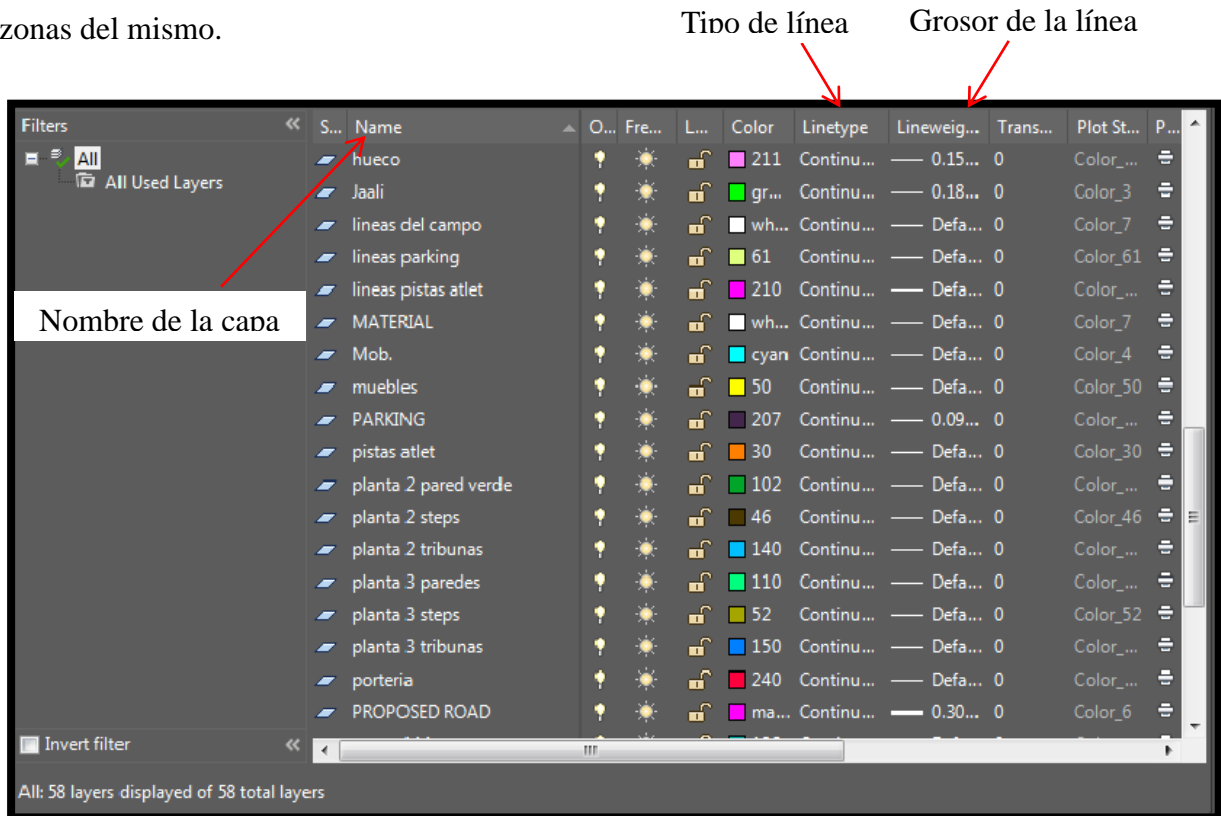 zonas del mismo.
Tipo de línea
Grosor de la línea
Filters
All
All Used Layers
Nombre de la capa
Invert filter
S... Name O... Fre... L... Color Linetype Lineweig... Trans... Plot St... P...
hueco 211 Continu... 0.15... 0 Color_...
Jaali gr... Continu... 0.18... 0 Color_3
lineas del campo wh... Continu... Defa... 0 Color_7
lineas parking 61 Continu... Defa... 0 Color_61
lineas pistas atlet 210 Continu... Defa... 0 Color_...
MATERIAL wh... Continu... Defa... 0 Color_7
Mob. cyan Continu... Defa... 0 Color_4
muebles 50 Continu... Defa... 0 Color_50
PARKING 207 Continu... 0.09... 0 Color_...
pistas atlet 30 Continu... Defa... 0 Color_30
planta 2 pared verde 102 Continu... Defa... 0 Color_...
planta 2 steps 46 Continu... Defa... 0 Color_46
planta 2 tribunas 140 Continu... Defa... 0 Color_...
planta 3 paredes 110 Continu... Defa... 0 Color_...
planta 3 steps 52 Continu... Defa... 0 Color_52
planta 3 tribunas 150 Continu... Defa... 0 Color_...
porteria 240 Continu... Defa... 0 Color_...
PROPOSED ROAD ma... Continu... 0.30... 0 Color_6
All: 58 layers displayed of 58 total layers